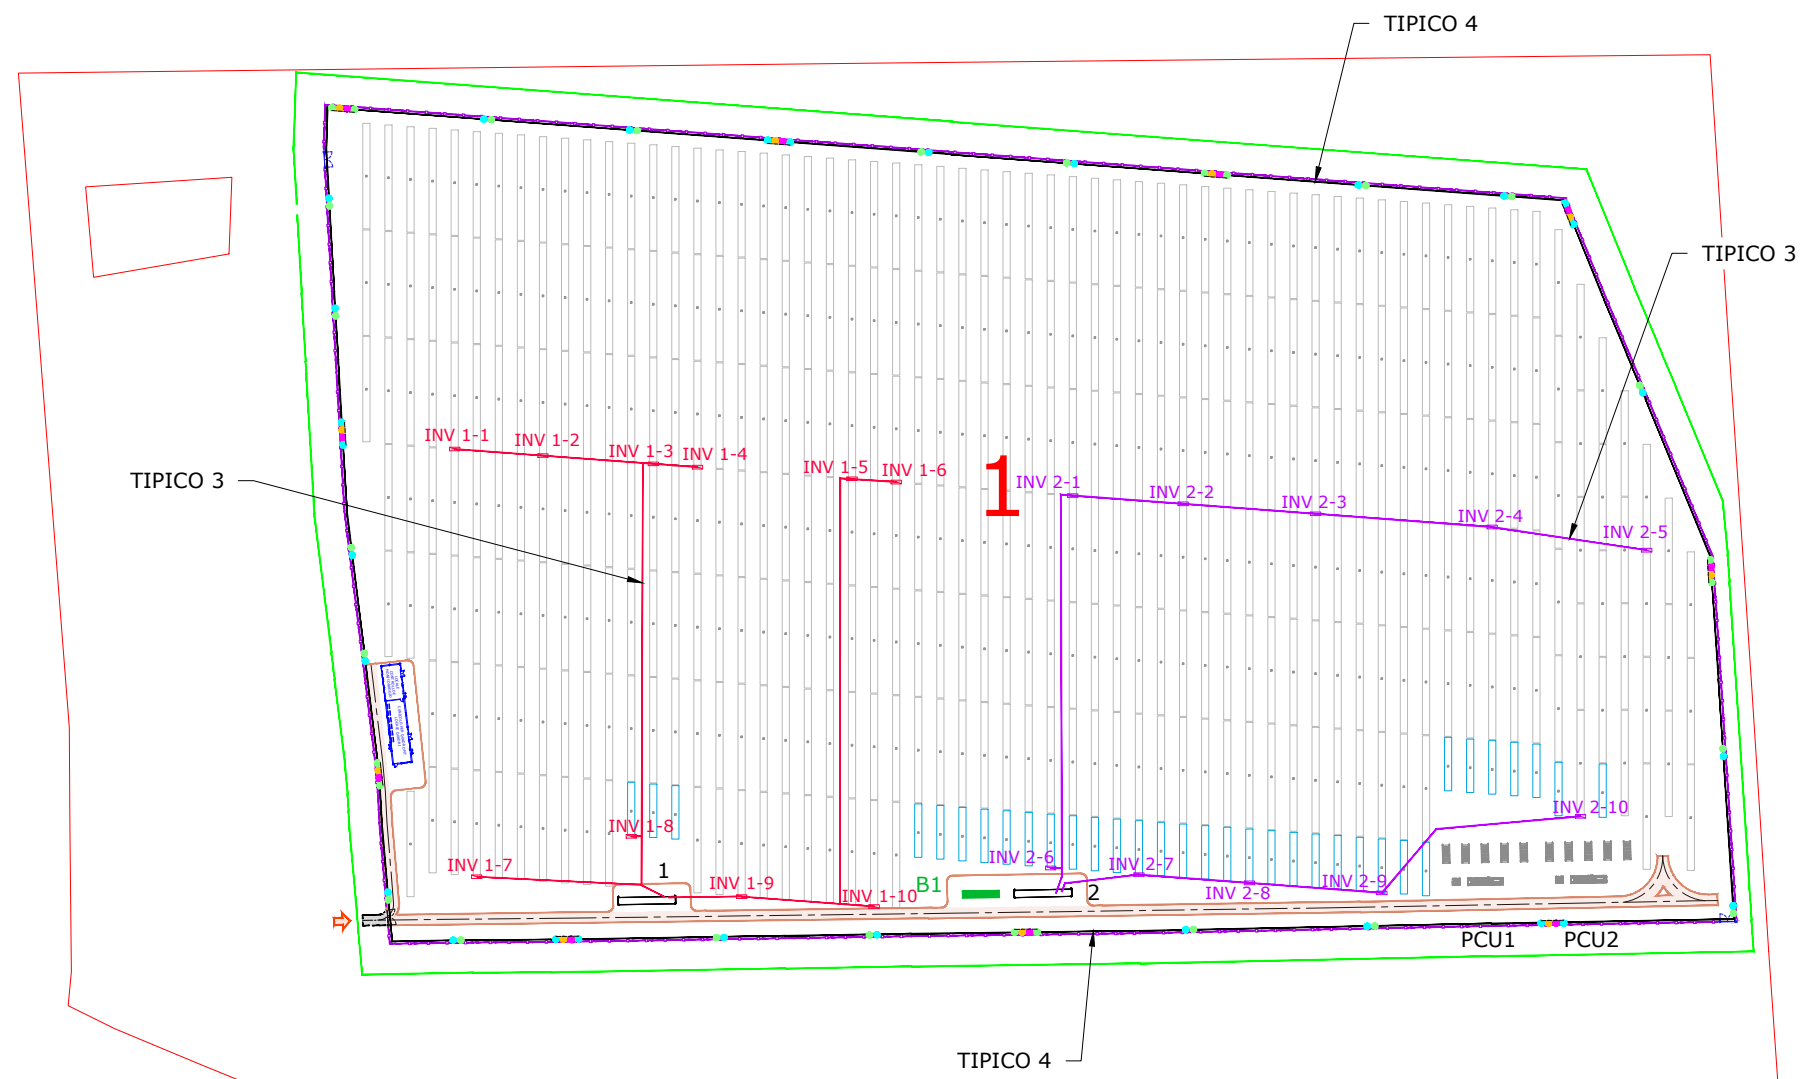 TIPICO 4
TIPICO 3
INV 1-1
INV 1-2
INV 1-3
INV 1-4
INV 1-5
INV 1-6
1
INV 2-1
INV 2-2
INV 2-3
INV 2-4
INV 2-5
TIPICO 3
INV 1-8
INV 2-10
INV 1-7
1
INV 1-9
INV 1-10
B1
INV 2-6
2
INV 2-7
INV 2-8
INV 2-9
PCU1
PCU2
TIPICO 4